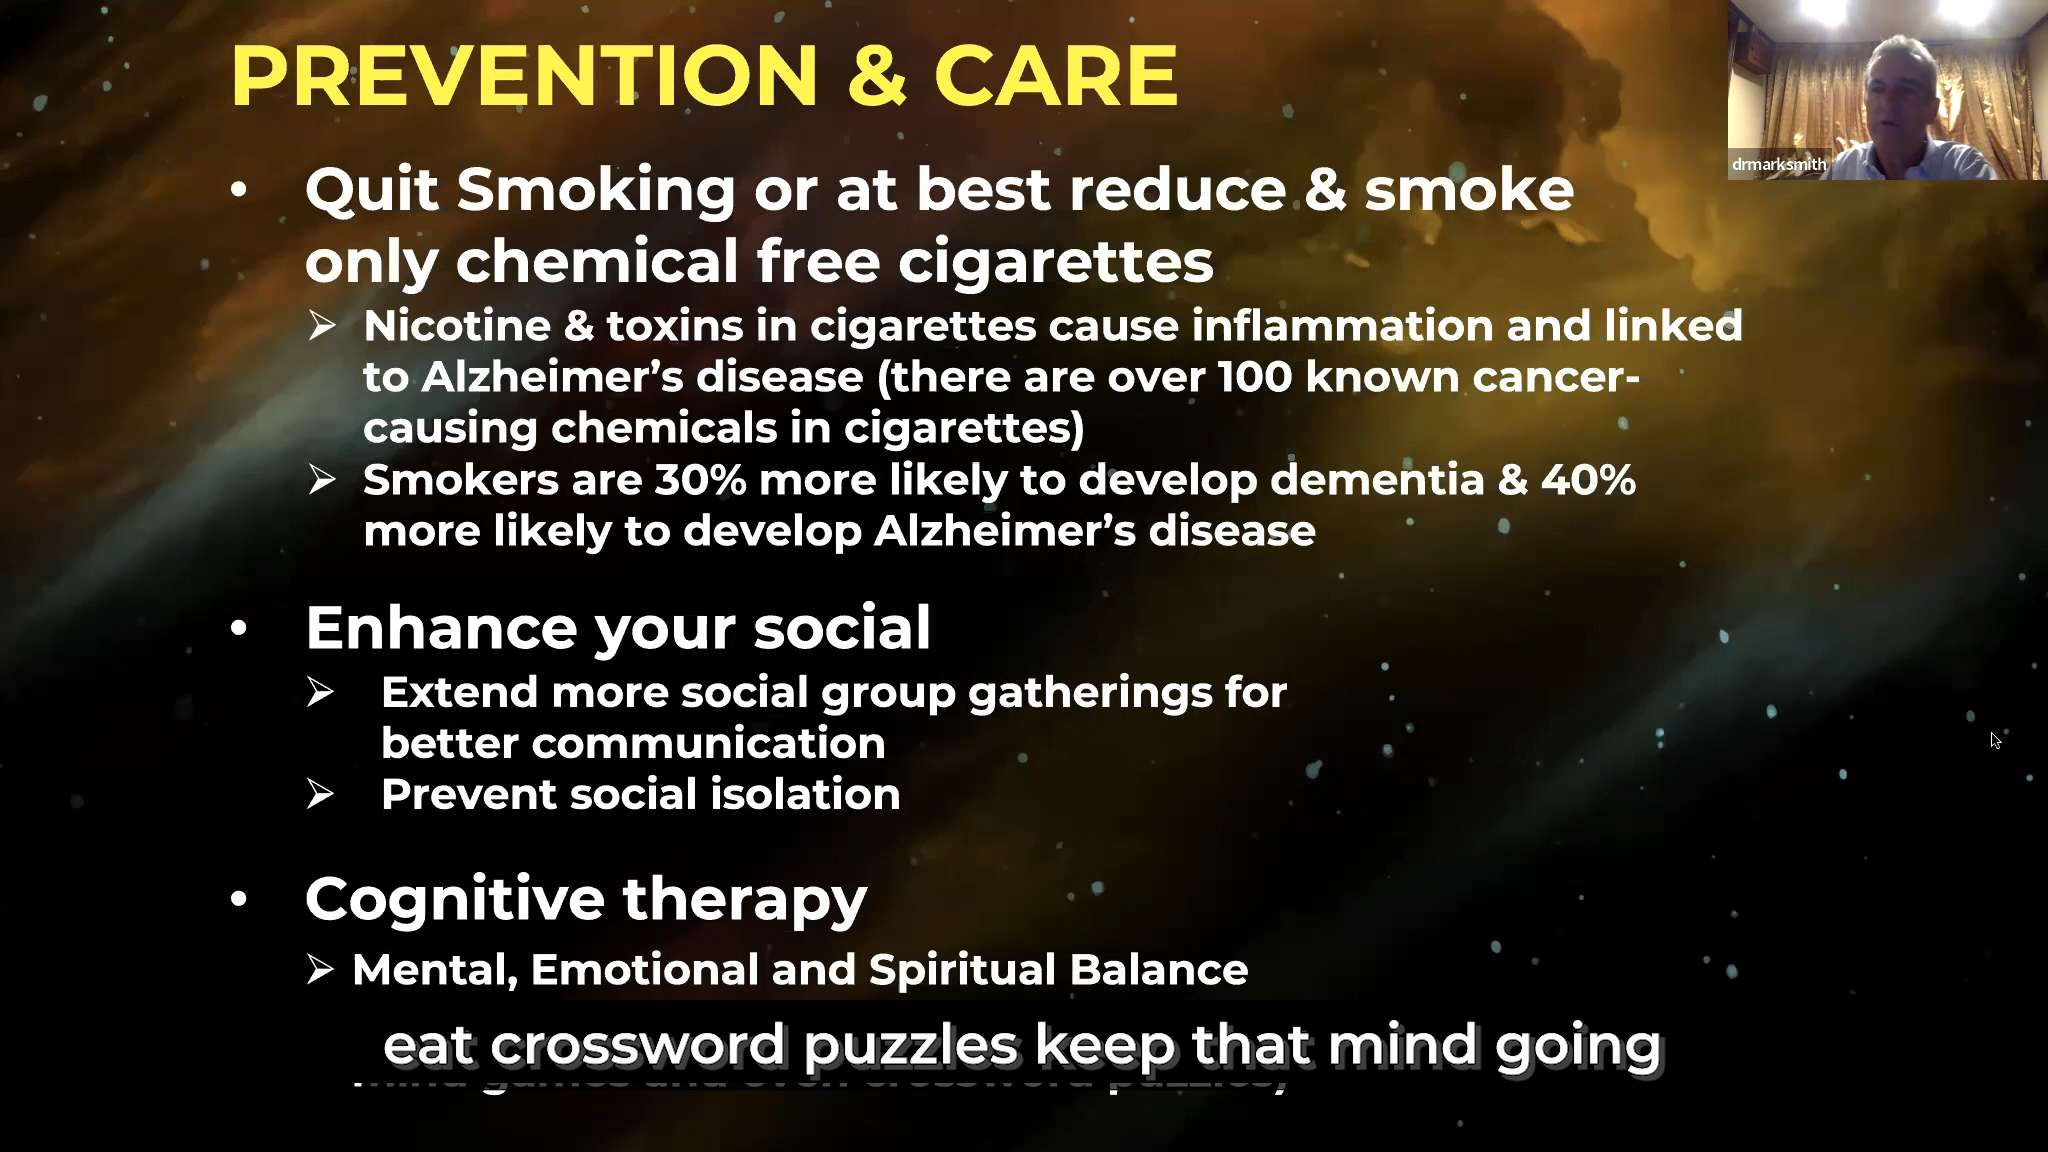 PREVENTION & CARE
drmarksmith
• Quit Smoking or at best reduce & smoke
only chemical free cigarettes
➢ Nicotine & toxins in cigarettes cause inflammation and linked
to Alzheimer’s disease (there are over 100 known cancer-
causing chemicals in cigarettes)
➢ Smokers are 30% more likely to develop dementia & 40%
more likely to develop Alzheimer’s disease
• Enhance your social
➢ Extend more social group gatherings for
better communication
➢ Prevent social isolation
• Cognitive therapy
➢ Mental, Emotional and Spiritual Balance
eat crossword puzzles keep that mind going